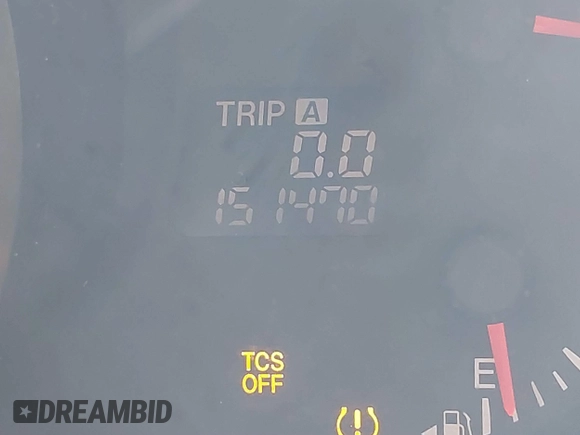 TRIP A
0.0
151470
TCS
OFF
E
DREAMBID